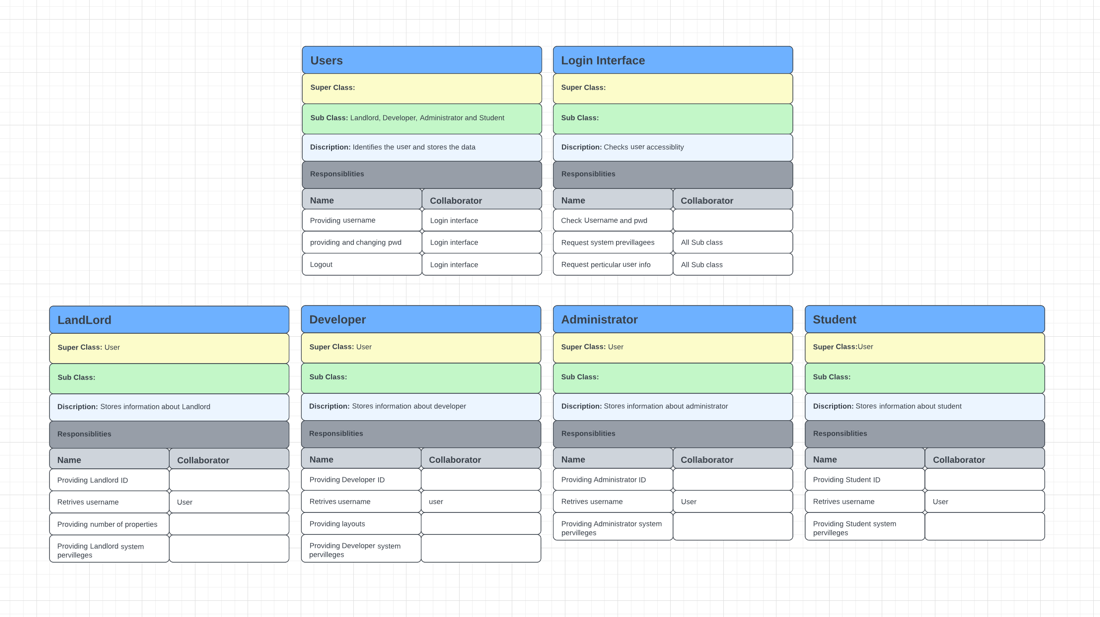 Users
Super Class:
Sub Class: Landlord, Developer, Administrator and Student
Discription: Identifies the user and stores the data
Responsiblities
Name Collaborator
Providing username Login interface
providing and changing pwd Login interface
Logout Login interface
Login Interface
Super Class:
Sub Class:
Discription: Checks user accessiblity
Responsiblities
Name Collaborator
Check Username and pwd
Request system previllagees All Sub class
Request perticular user info All Sub class
LandLord
Super Class: User
Sub Class:
Discription: Stores information about Landlord
Responsiblities
Name Collaborator
Providing Landlord ID
Retrives username User
Providing number of properties
Providing Landlord system
pervilleges
Developer
Super Class: User
Sub Class:
Discription: Stores information about developer
Responsiblities
Name Collaborator
Providing Developer ID
Retrives username user
Providing layouts
Providing Developer system
pervilleges
Administrator
Super Class: User
Sub Class:
Discription: Stores information about administrator
Responsiblities
Name Collaborator
Providing Administrator ID
Retrives username User
Providing Administrator system
pervilleges
Student
Super Class:User
Sub Class:
Discription: Stores information about student
Responsiblities
Name Collaborator
Providing Student ID
Retrives username User
Providing Student system
pervilleges